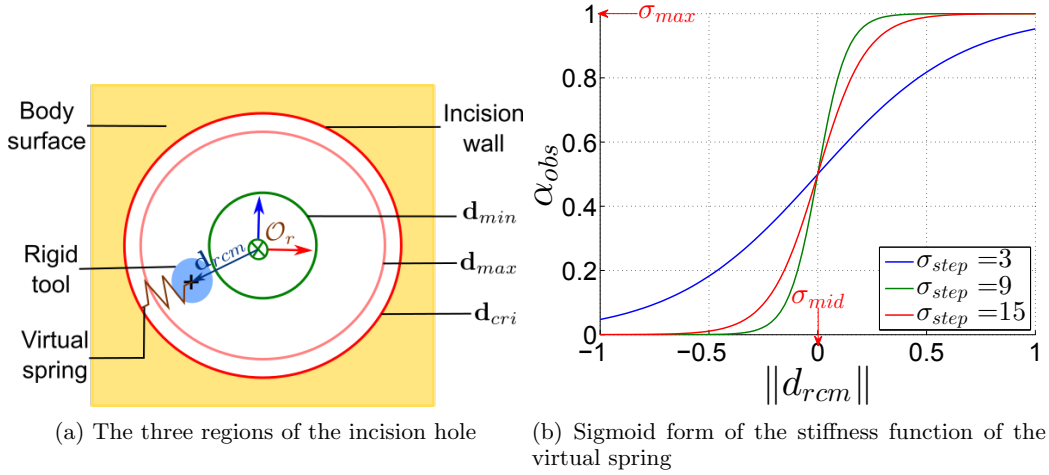 Body
surface
Incision
wall
d_min
O_r
d_rcm
Rigid
tool
d_max
d_cri
Virtual
spring
(a) The three regions of the incision hole
1
0.8
0.6
0.4
0.2
0
α_obs
σ_max
σ_mid
σ_step =3
σ_step =9
σ_step =15
−1
−0.5
0
0.5
1
||d_rcm||
(b) Sigmoid form of the stiffness function of the
virtual spring